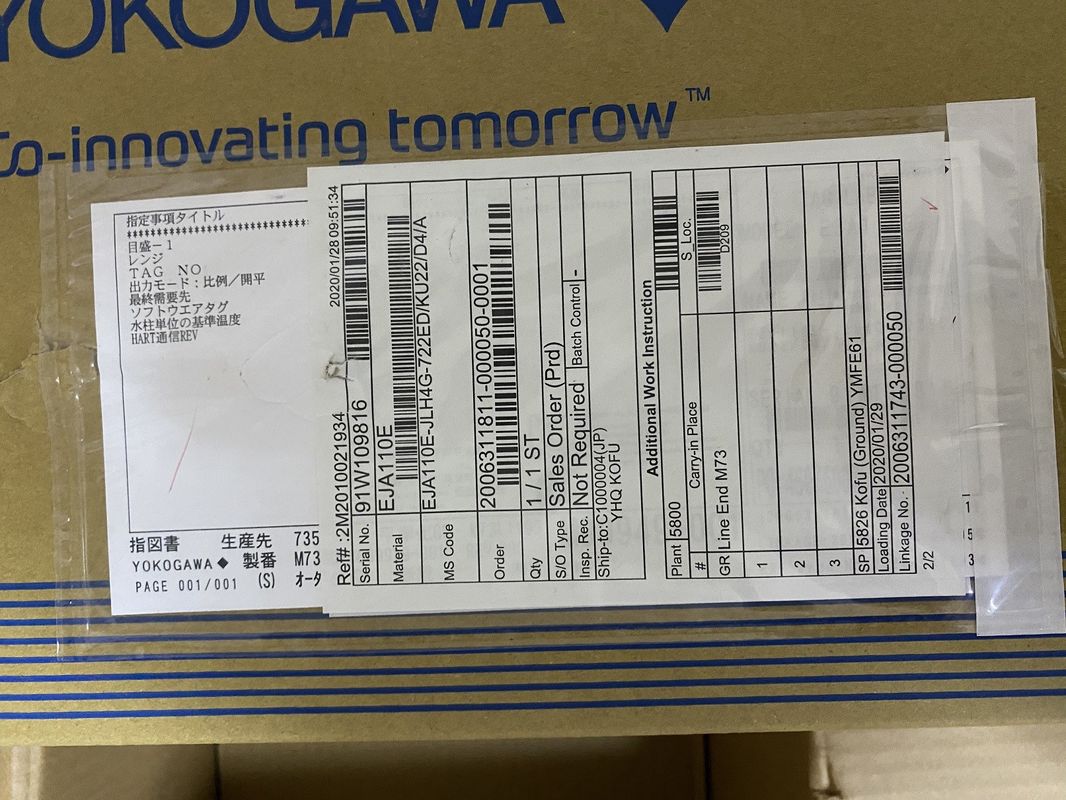 YOKOGAWA
Co-innovating tomorrow™
指定事項タイトル
目盛－1
レンジ
TAG NO
出力モード：比例／開平
最終需要先
ソフトウエアタグ
水柱単位の基準温度
HART通信REV
指図書 生産先 735
YOKOGAWA◆ 製番 M73
PAGE 001/001 (S) オータ
Ref#:2M2010021934 2020/01/28 09:51:34
Serial No. 91W109816
Material EJA110E
MS Code EJA110E-JLH4G-722ED/KU22/D4/A
Order 2006311811-000050-0001
Qty 1 / 1 ST
S/O Type Sales Order (Prd)
Insp. Rec. Not Required Batch Control -
Ship-to:C100004(JP)
YHQ KOFU
Additional Work Instruction
Plant 5800
# Carry-in Place S_Loc.
GR Line End M73 D209
1
2
3
SP 5826 Kofu (Ground) YMFE61
Loading Date 2020/01/29
Linkage No. 2006311743-000050
2/2